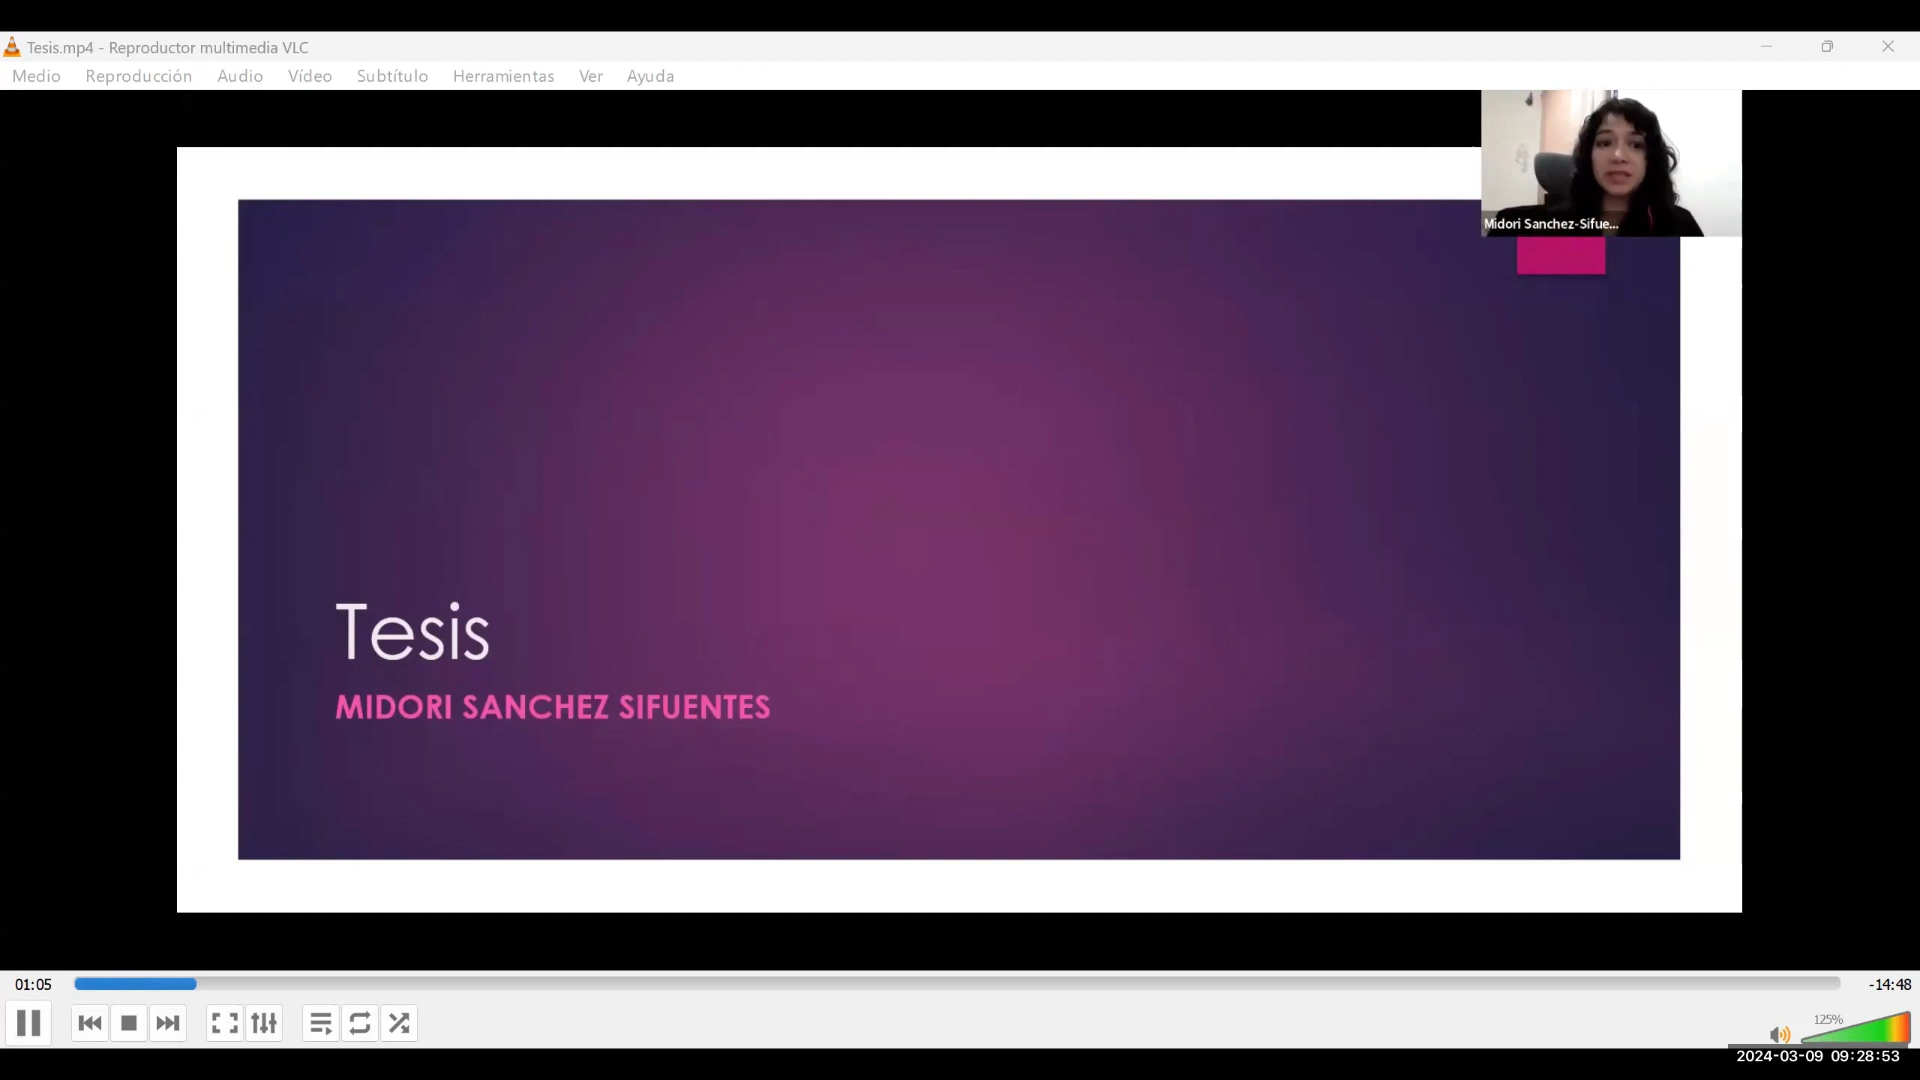 Tesis.mp4 - Reproductor multimedia VLC
Medio Reproducción Audio Vídeo Subtítulo Herramientas Ver Ayuda
Midori Sanchez-Sifue...
Tesis
MIDORI SANCHEZ SIFUENTES
01:05
-14:48
125%
2024-03-09 09:28:53